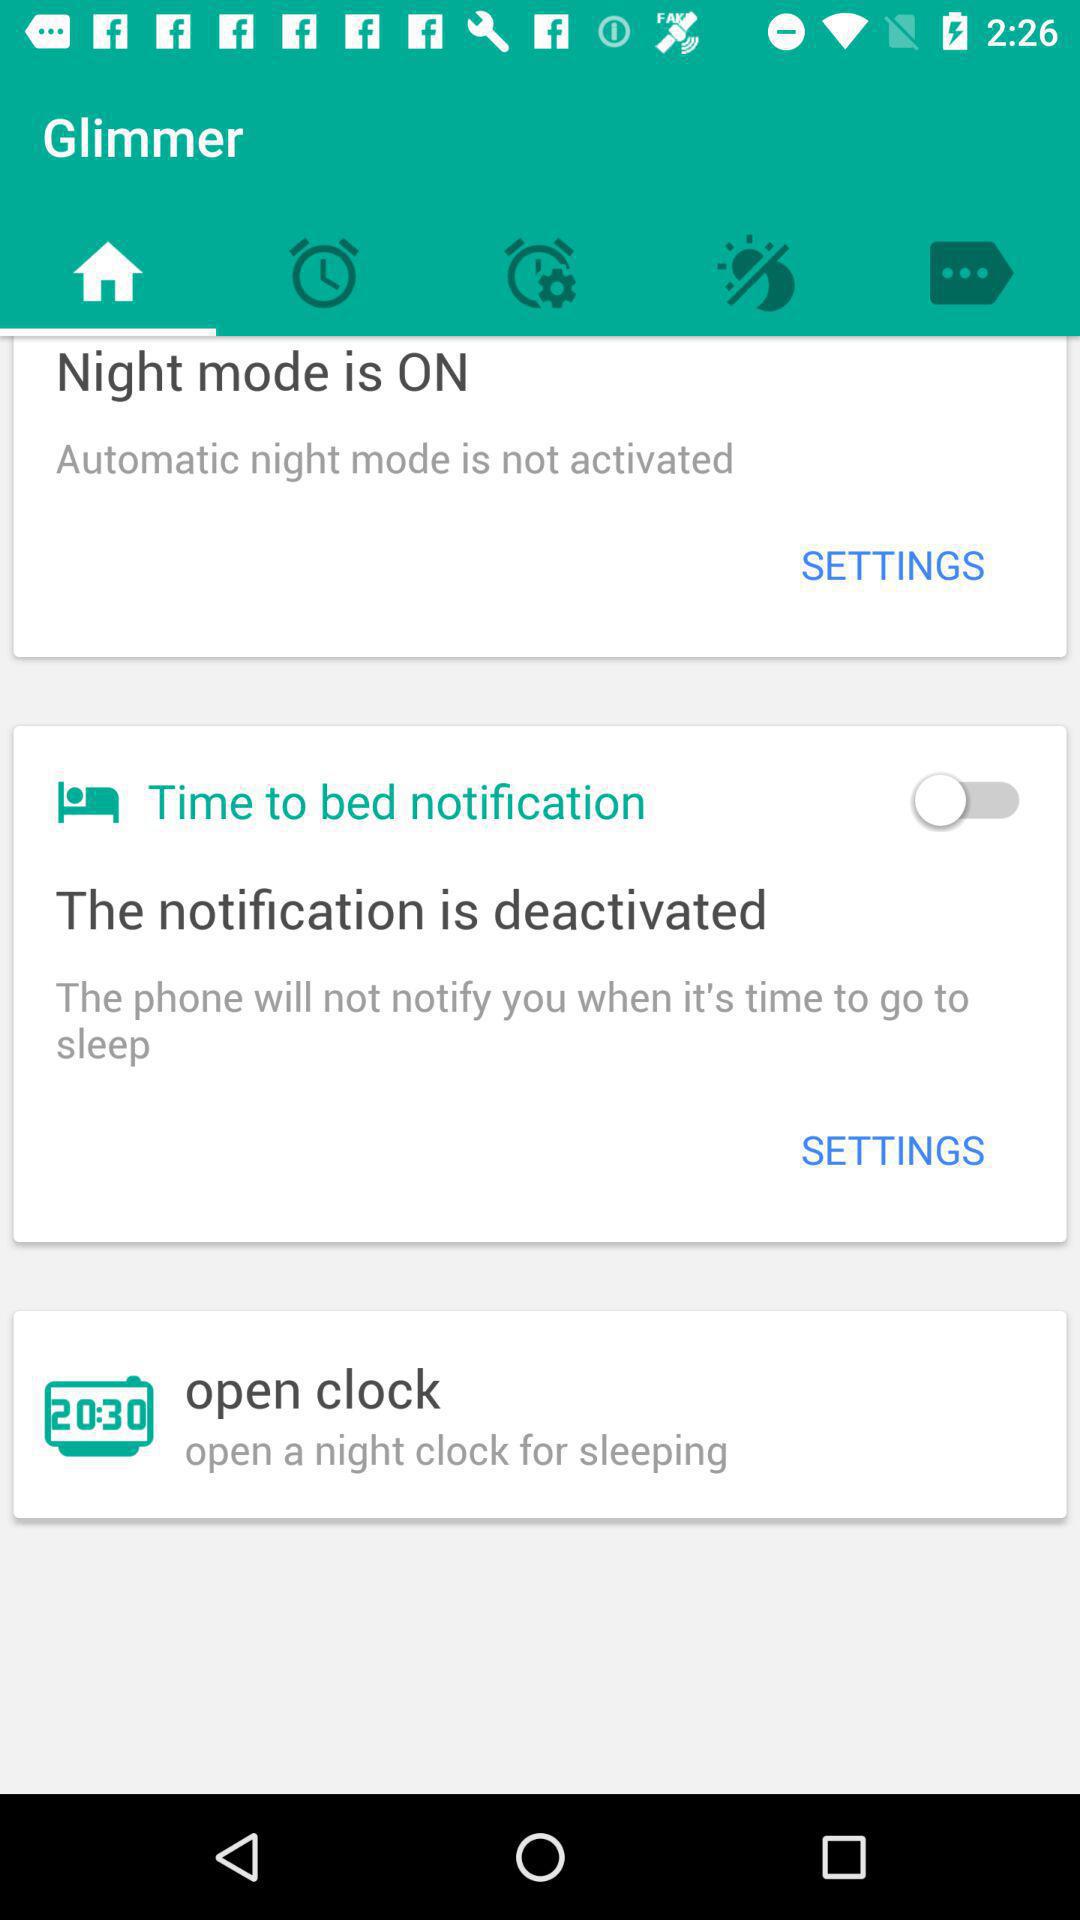 FAKE
2:26
Glimmer
Night mode is ON
Automatic night mode is not activated
SETTINGS
Time to bed notification
The notification is deactivated
The phone will not notify you when it's time to go to
sleep
SETTINGS
20:30
open clock
open a night clock for sleeping